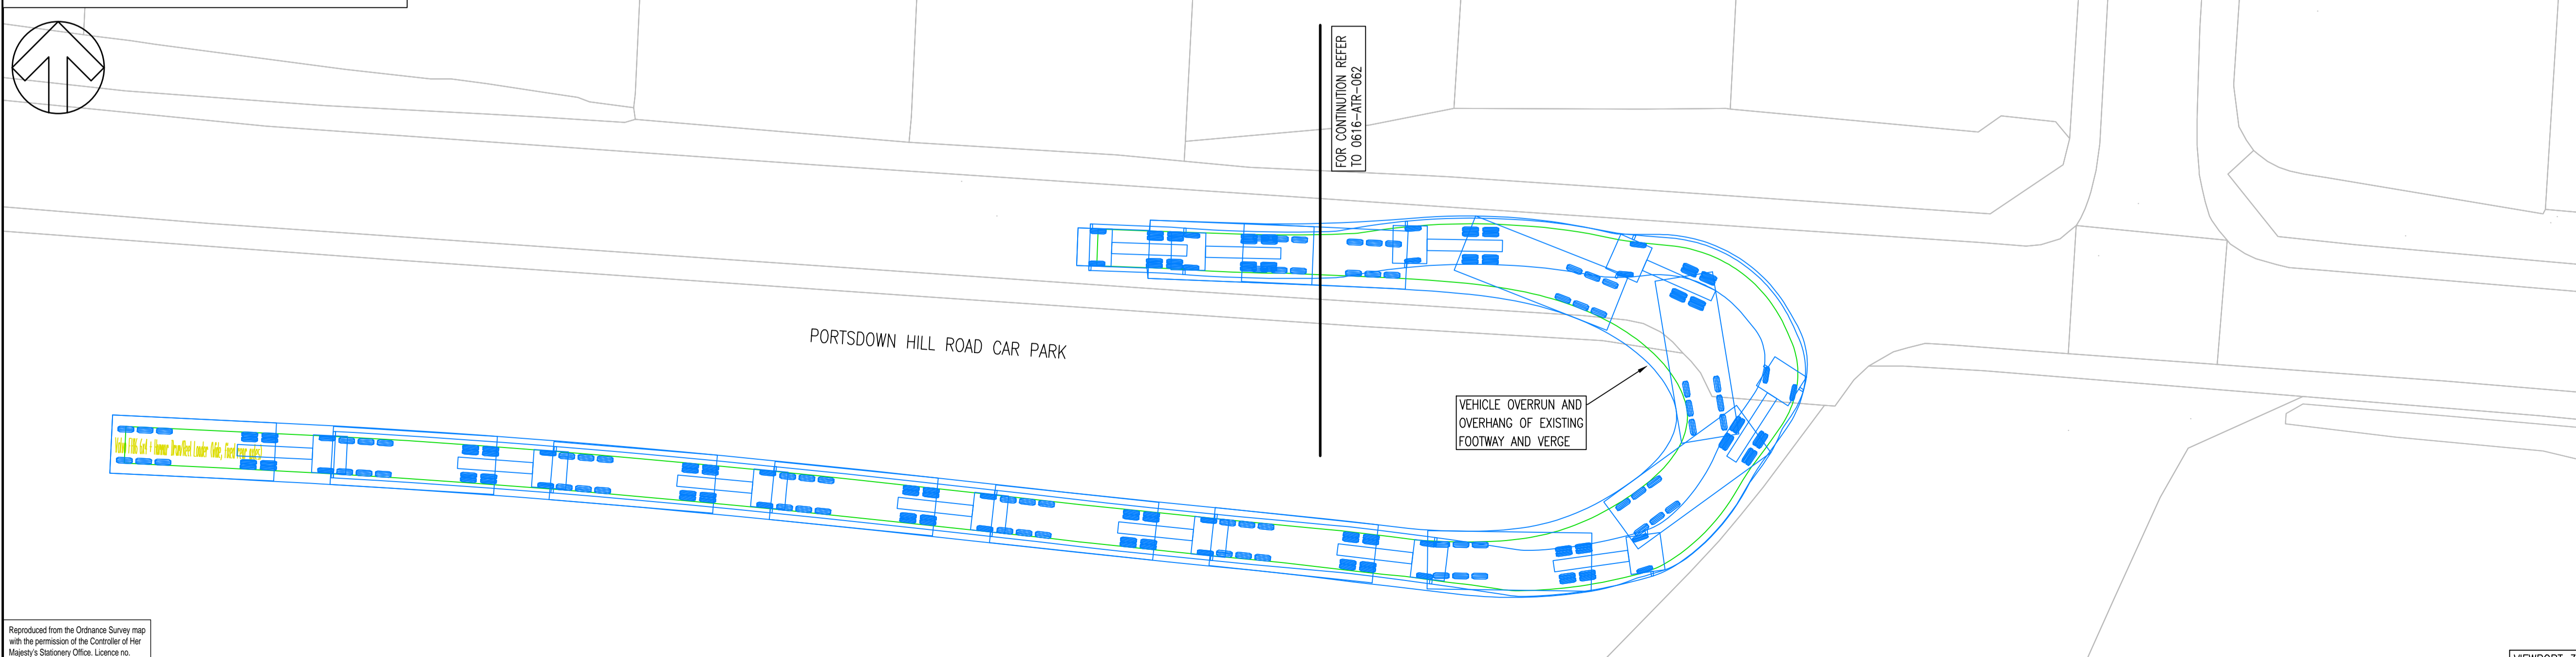 FOR CONTINUTION REFER
TO 0616-ATR-062
PORTSDOWN HILL ROAD CAR PARK
VEHICLE OVERRUN AND
OVERHANG OF EXISTING
FOOTWAY AND VERGE
Reproduced from the Ordnance Survey map
with the permission of the Controller of Her
Majesty's Stationery Office. Licence no.